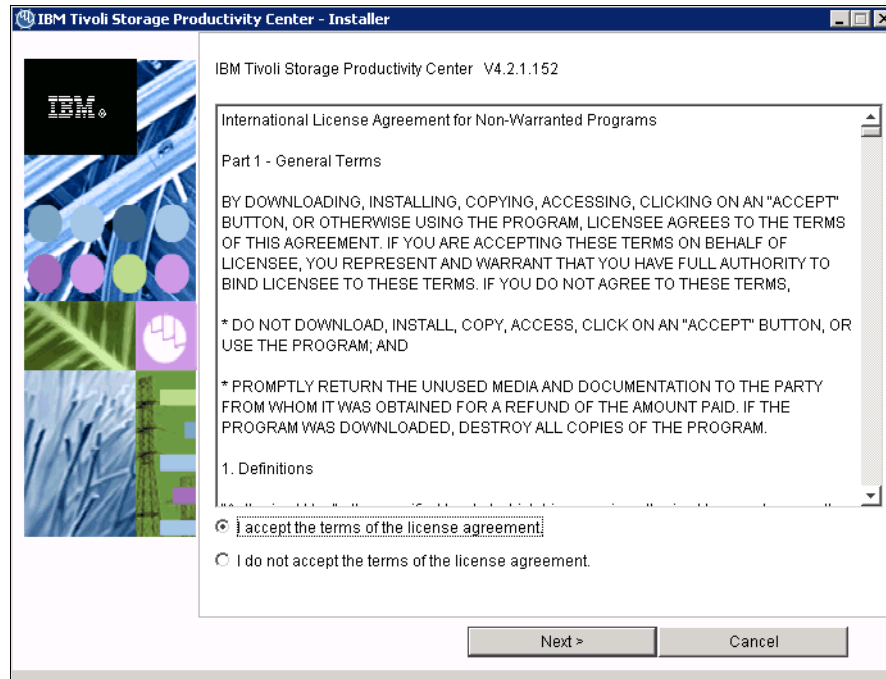 IBM Tivoli Storage Productivity Center - Installer
IBM®
IBM Tivoli Storage Productivity Center V4.2.1.152
International License Agreement for Non-Warranted Programs
Part 1 - General Terms
BY DOWNLOADING, INSTALLING, COPYING, ACCESSING, CLICKING ON AN "ACCEPT"
BUTTON, OR OTHERWISE USING THE PROGRAM, LICENSEE AGREES TO THE TERMS
OF THIS AGREEMENT. IF YOU ARE ACCEPTING THESE TERMS ON BEHALF OF
LICENSEE, YOU REPRESENT AND WARRANT THAT YOU HAVE FULL AUTHORITY TO
BIND LICENSEE TO THESE TERMS. IF YOU DO NOT AGREE TO THESE TERMS,
* DO NOT DOWNLOAD, INSTALL, COPY, ACCESS, CLICK ON AN "ACCEPT" BUTTON, OR
USE THE PROGRAM; AND
* PROMPTLY RETURN THE UNUSED MEDIA AND DOCUMENTATION TO THE PARTY
FROM WHOM IT WAS OBTAINED FOR A REFUND OF THE AMOUNT PAID. IF THE
PROGRAM WAS DOWNLOADED, DESTROY ALL COPIES OF THE PROGRAM.
1. Definitions
I accept the terms of the license agreement.
I do not accept the terms of the license agreement.
Next >
Cancel